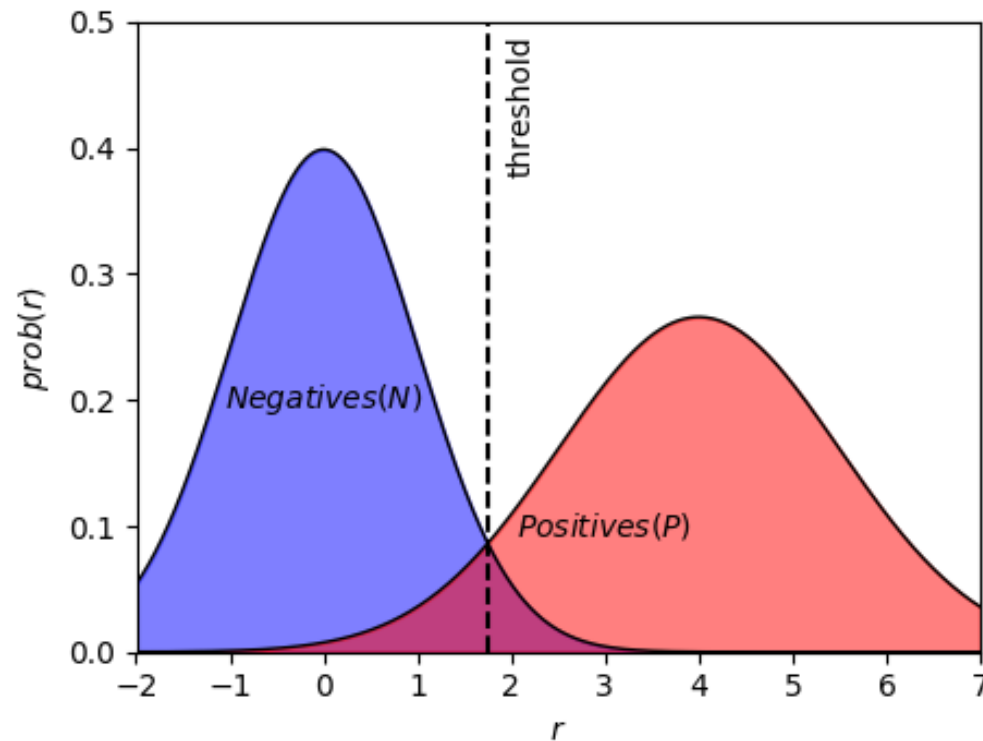 0.5
0.4
0.3
0.2
0.1
0.0
prob(r)
threshold
Negatives(N)
Positives(P)
−2 −1 0 1 2 3 4 5 6 7
r